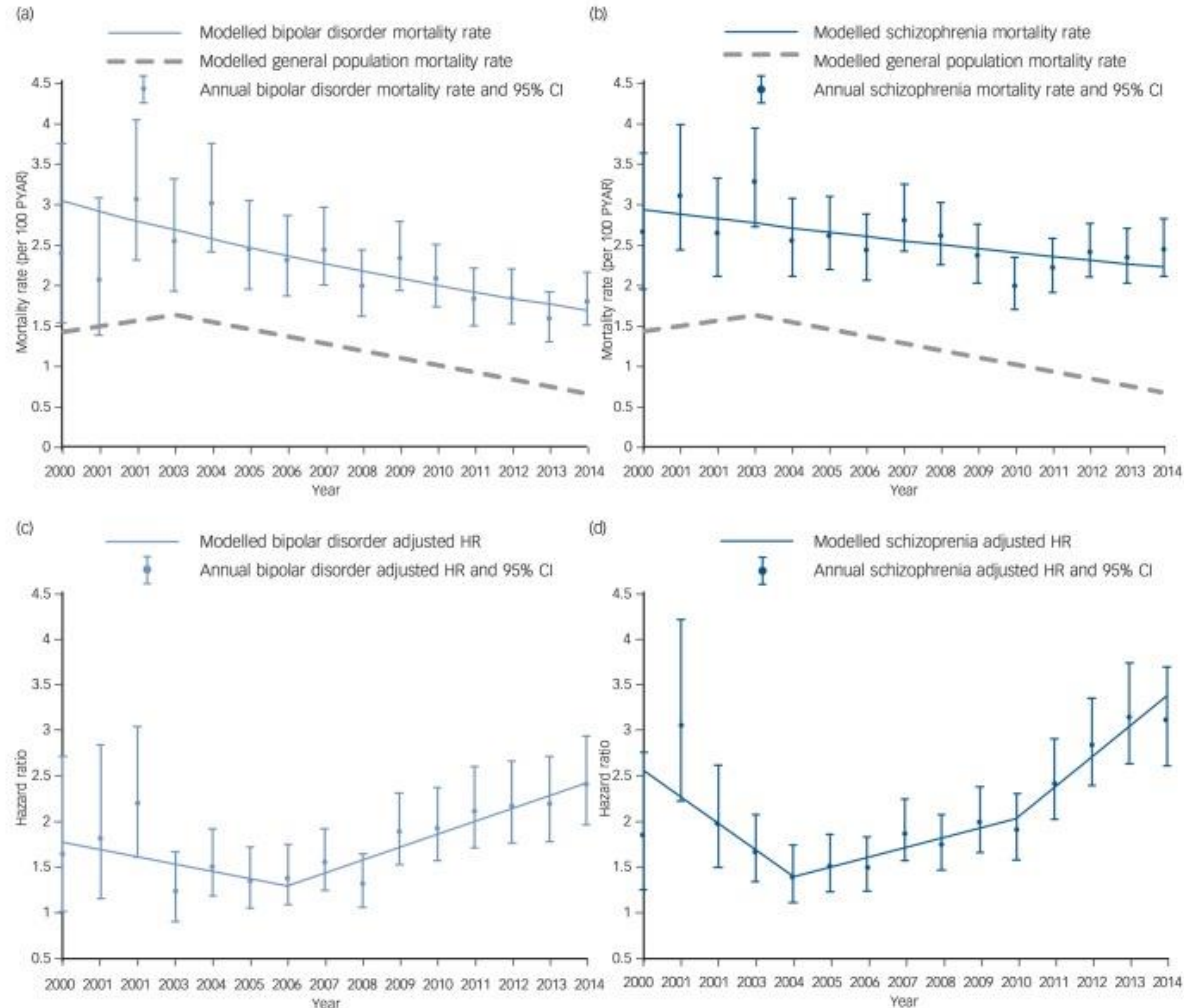 (a)
Modelled bipolar disorder mortality rate
Modelled general population mortality rate
Annual bipolar disorder mortality rate and 95% CI
4.5
4
3.5
3
2.5
2
1.5
1
0.5
0
Mortality rate (per 100 PYAR)
2000 2001 2001 2003 2004 2005 2006 2007 2008 2009 2010 2011 2012 2013 2014
Year
(b)
Modelled schizophrenia mortality rate
Modelled general population mortality rate
Annual schizophrenia mortality rate and 95% CI
4.5
4
3.5
3
2.5
2
1.5
1
0.5
0
Mortality rate (per 100 PYAR)
2000 2001 2001 2003 2004 2005 2006 2007 2008 2009 2010 2011 2012 2013 2014
Year
(c)
Modelled bipolar disorder adjusted HR
Annual bipolar disorder adjusted HR and 95% CI
4.5
4
3.5
3
2.5
2
1.5
1
0.5
Hazard ratio
2000 2001 2001 2003 2004 2005 2006 2007 2008 2009 2010 2011 2012 2013 2014
Year
(d)
Modelled schizoprenia adjusted HR
Annual schizophrenia adjusted HR and 95% CI
4.5
4
3.5
3
2.5
2
1.5
1
0.5
Hazard ratio
2000 2001 2001 2003 2004 2005 2006 2007 2008 2009 2010 2011 2012 2013 2014
Year